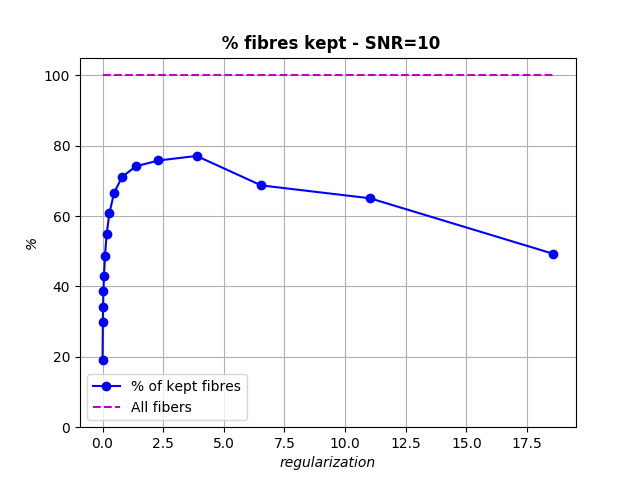 % fibres kept - SNR=10
100
80
60
40
20
0
%
% of kept fibres
All fibers
0.0 2.5 5.0 7.5 10.0 12.5 15.0 17.5
regularization